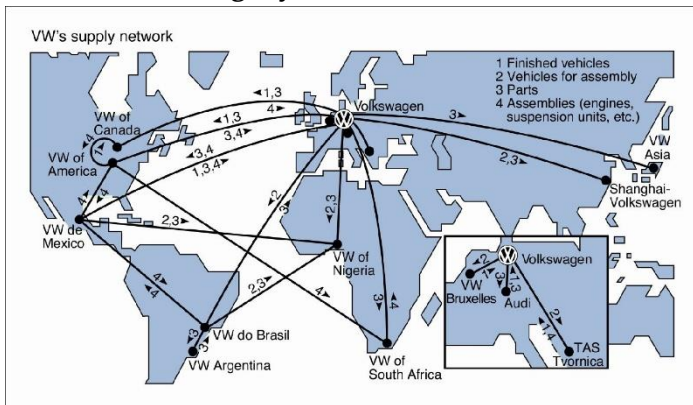 VW's supply network
1 Finished vehicles
2 Vehicles for assembly
3 Parts
4 Assemblies (engines,
suspension units, etc.)
VW of
Canada
VW of
America
VW de
Mexico
Volkswagen
VW
Asia
Shanghai-
Volkswagen
VW of
Nigeria
VW do Brasil
VW Argentina
VW of
South Africa
1,3
4
1,3
3,4
3,4
1,3,4
3
2,3
4
1
4
4
2
3
2,3
2,3
4
4
2,3
4
3
4
3
3
Volkswagen
VW
Bruxelles
Audi
TAS
Tvornica
2
1
3
1,3
2
1,4